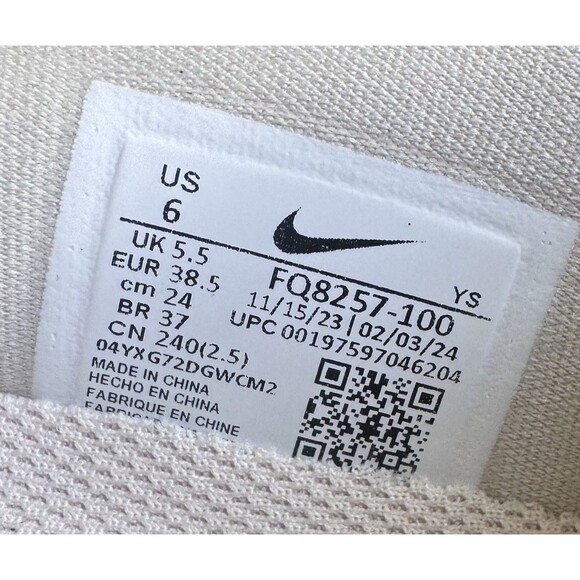 US
6
UK 5.5
EUR 38.5
cm 24
BR 37
CN 240(2.5)
FQ8257-100 YS
11/15/23 | 02/03/24
UPC 00197597046204
04YXG72DGWCM2
MADE IN CHINA
HECHO EN CHINA
FABRIQUE EN CHINE